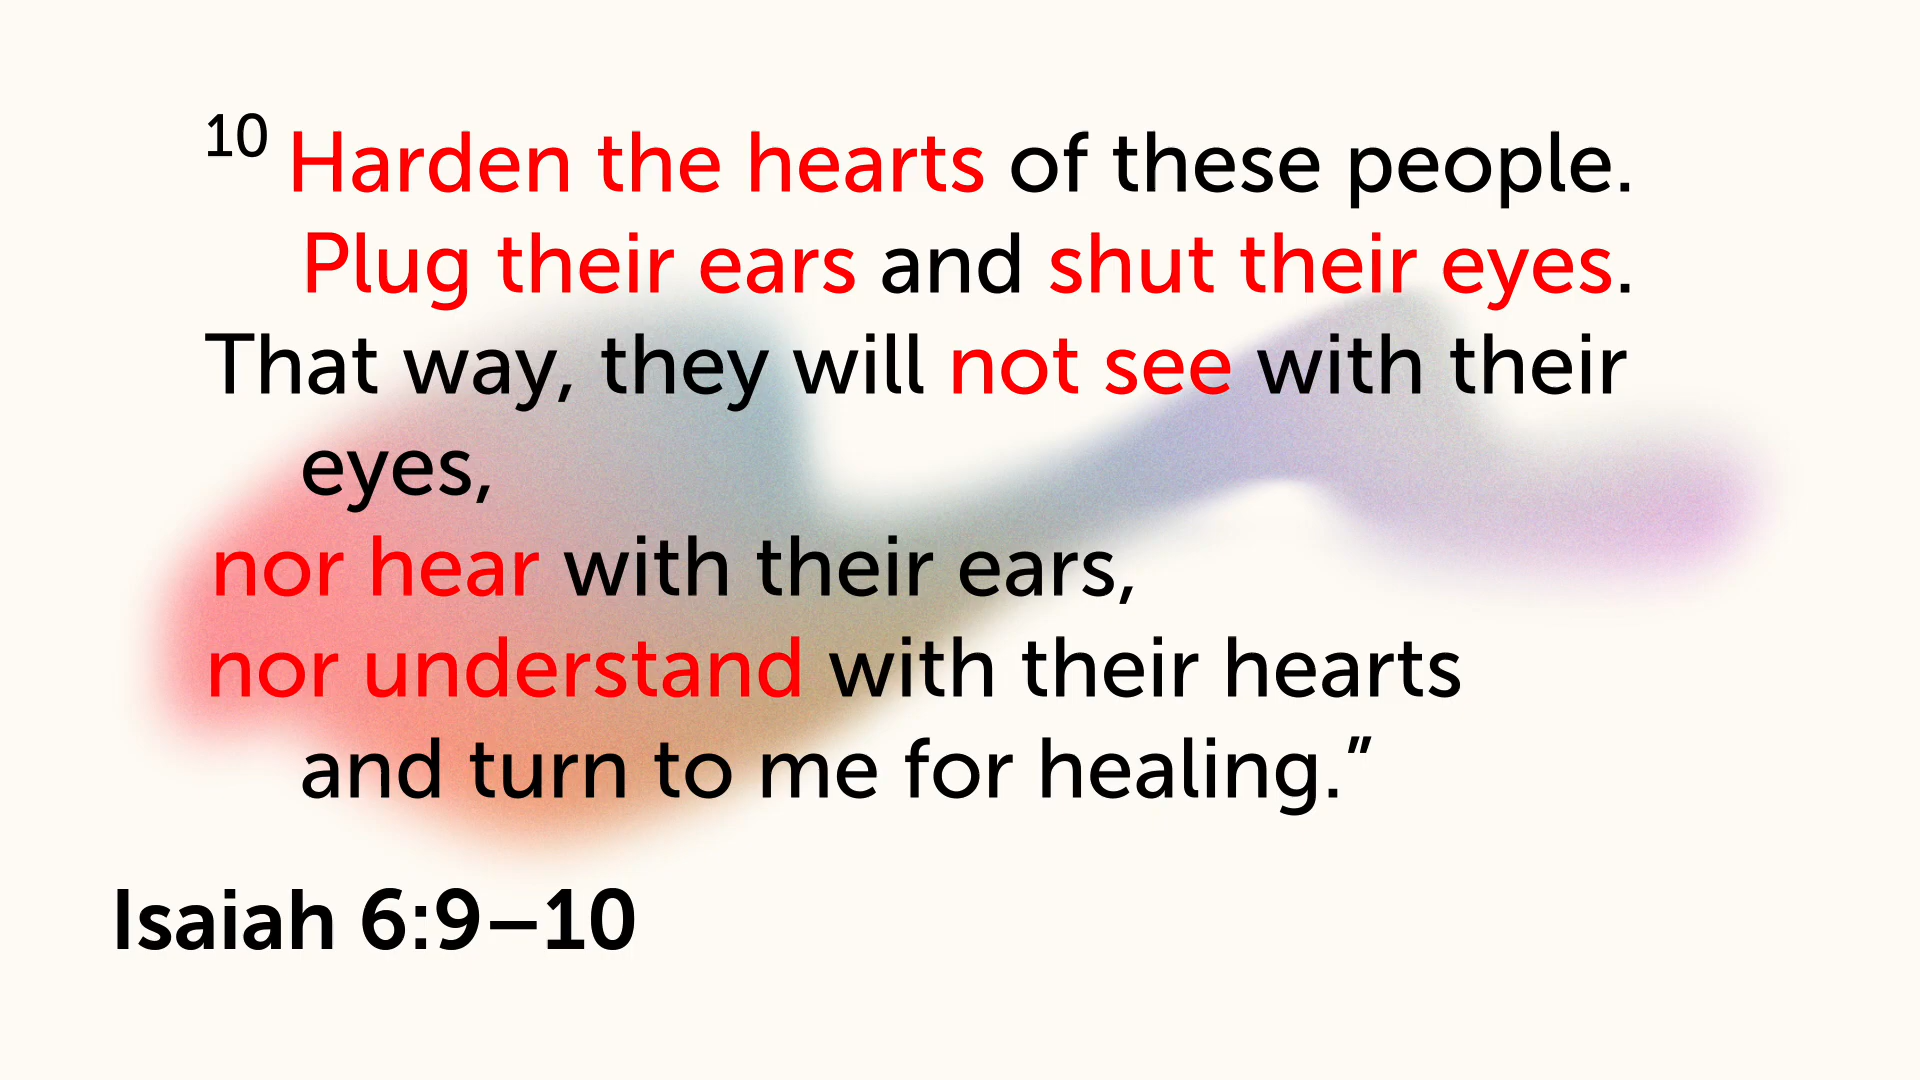 10 Harden the hearts of these people.
Plug their ears and shut their eyes.
That way, they will not see with their
eyes,
nor hear with their ears,
nor understand with their hearts
and turn to me for healing.”
Isaiah 6:9–10